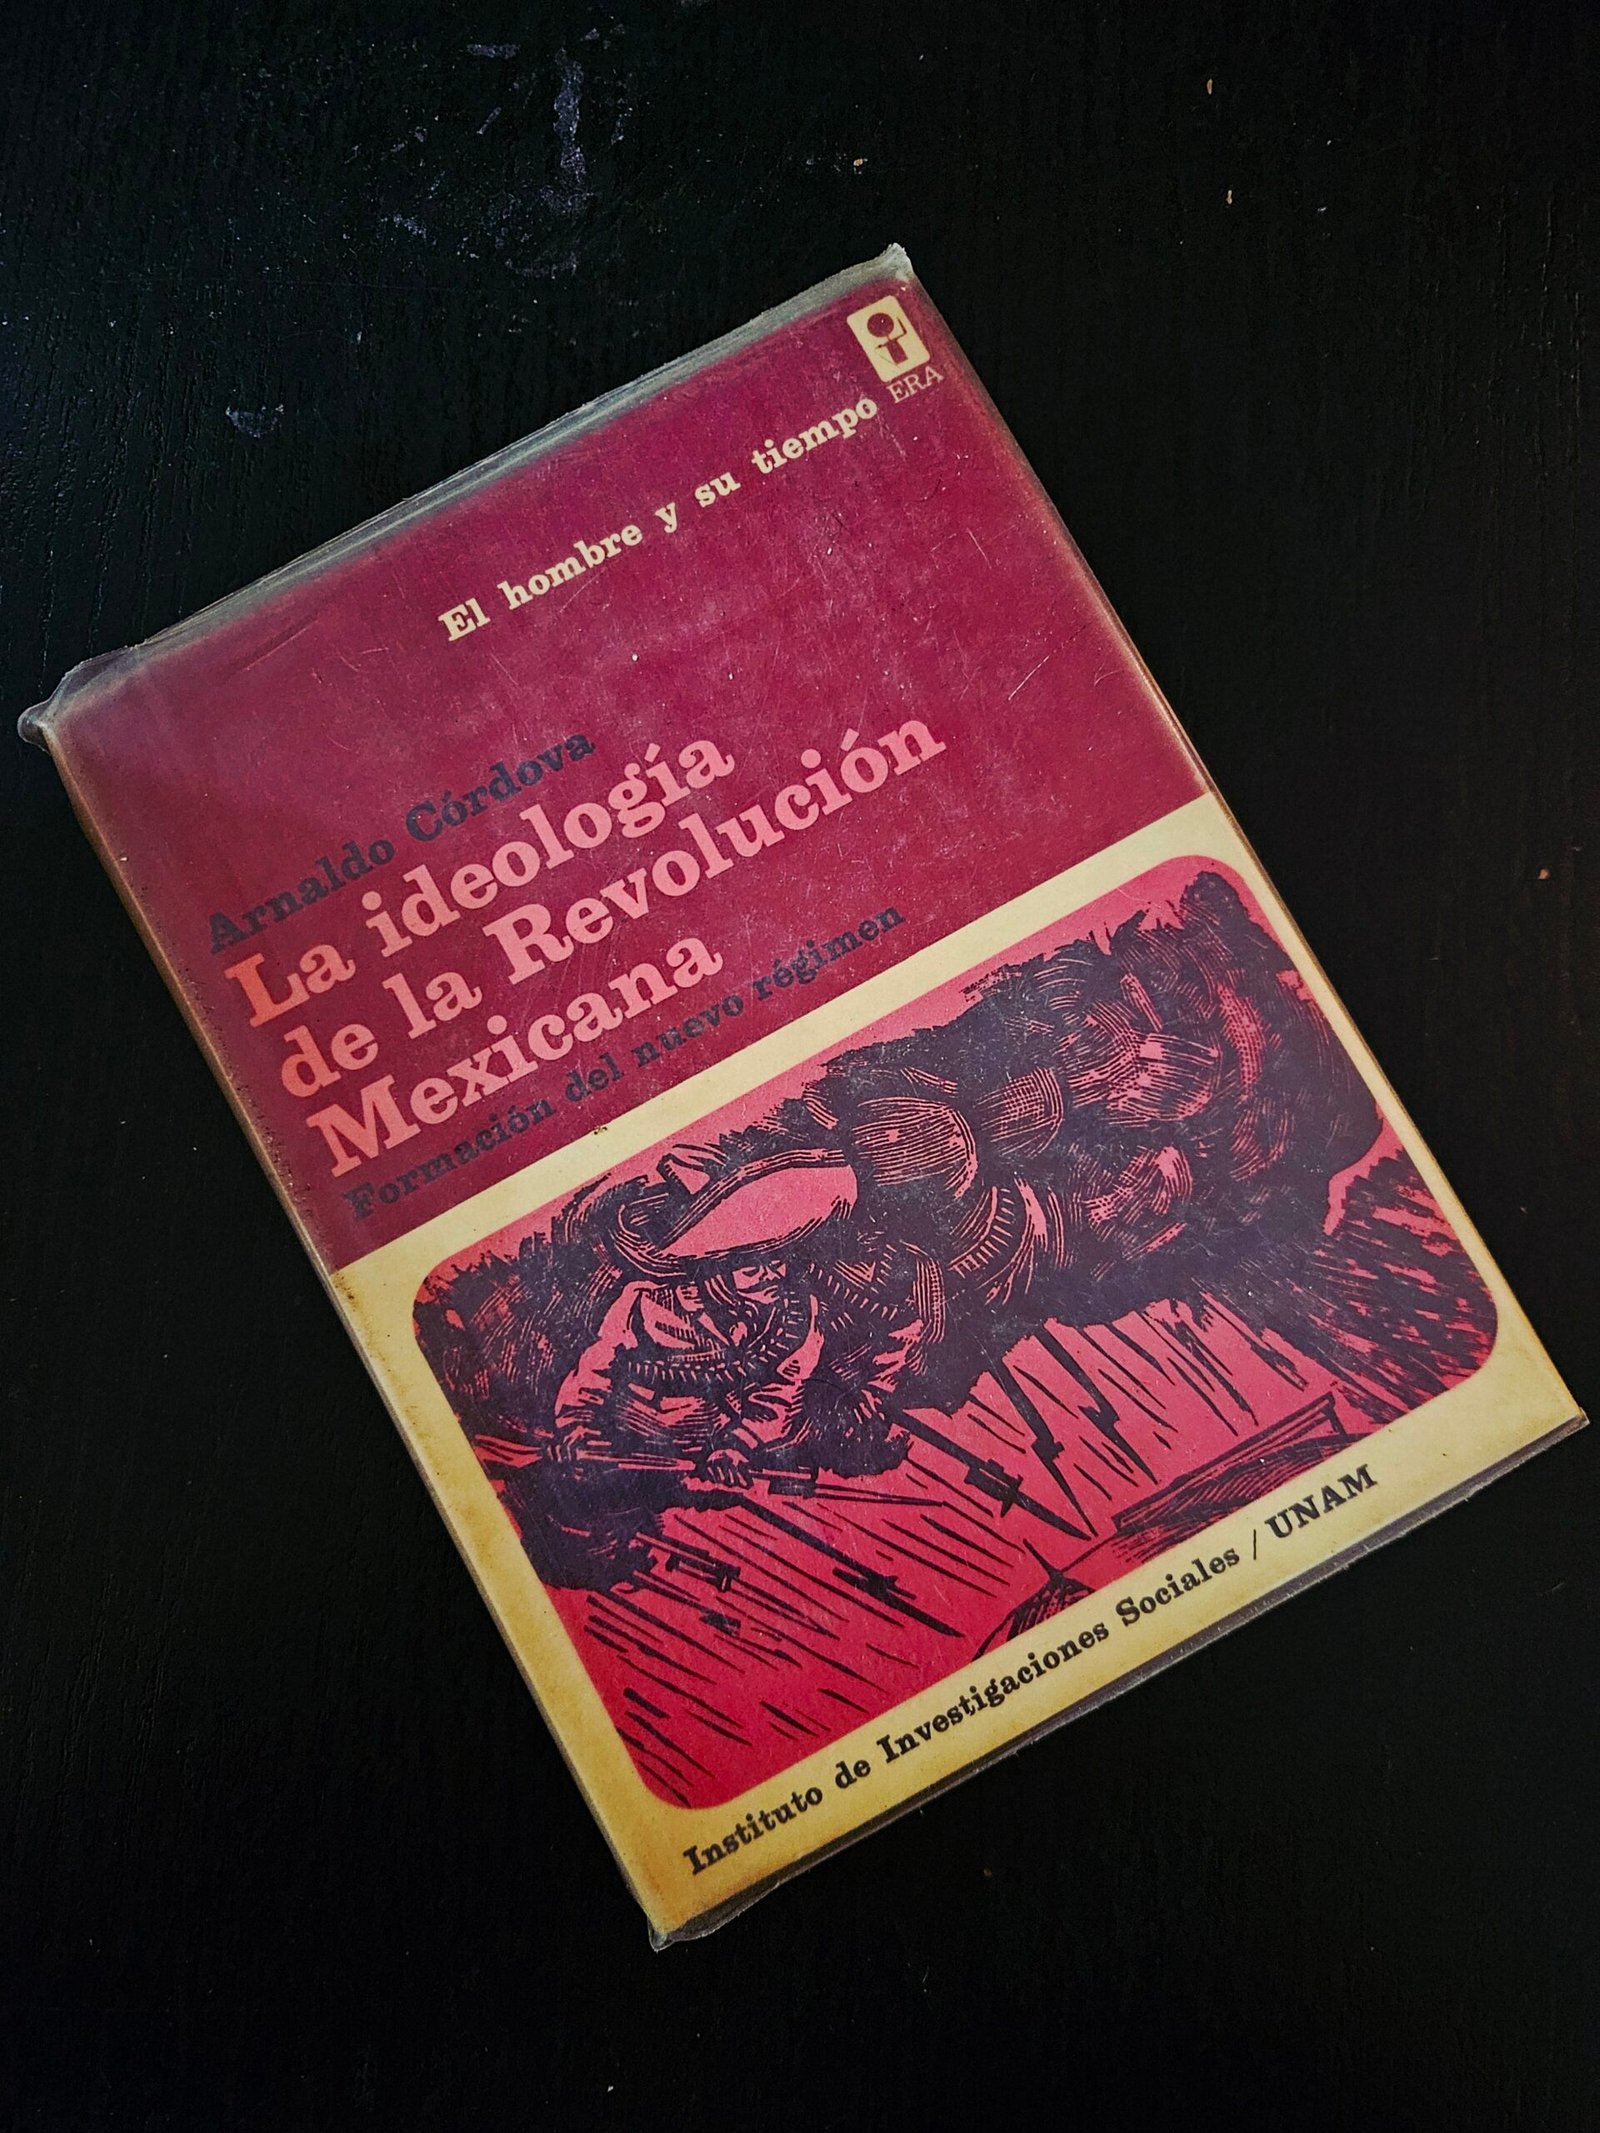 ERA
El hombre y su tiempo
Arnaldo Córdova
La ideología
de la Revolución
Mexicana
Formación del nuevo régimen
Instituto de Investigaciones Sociales / UNAM